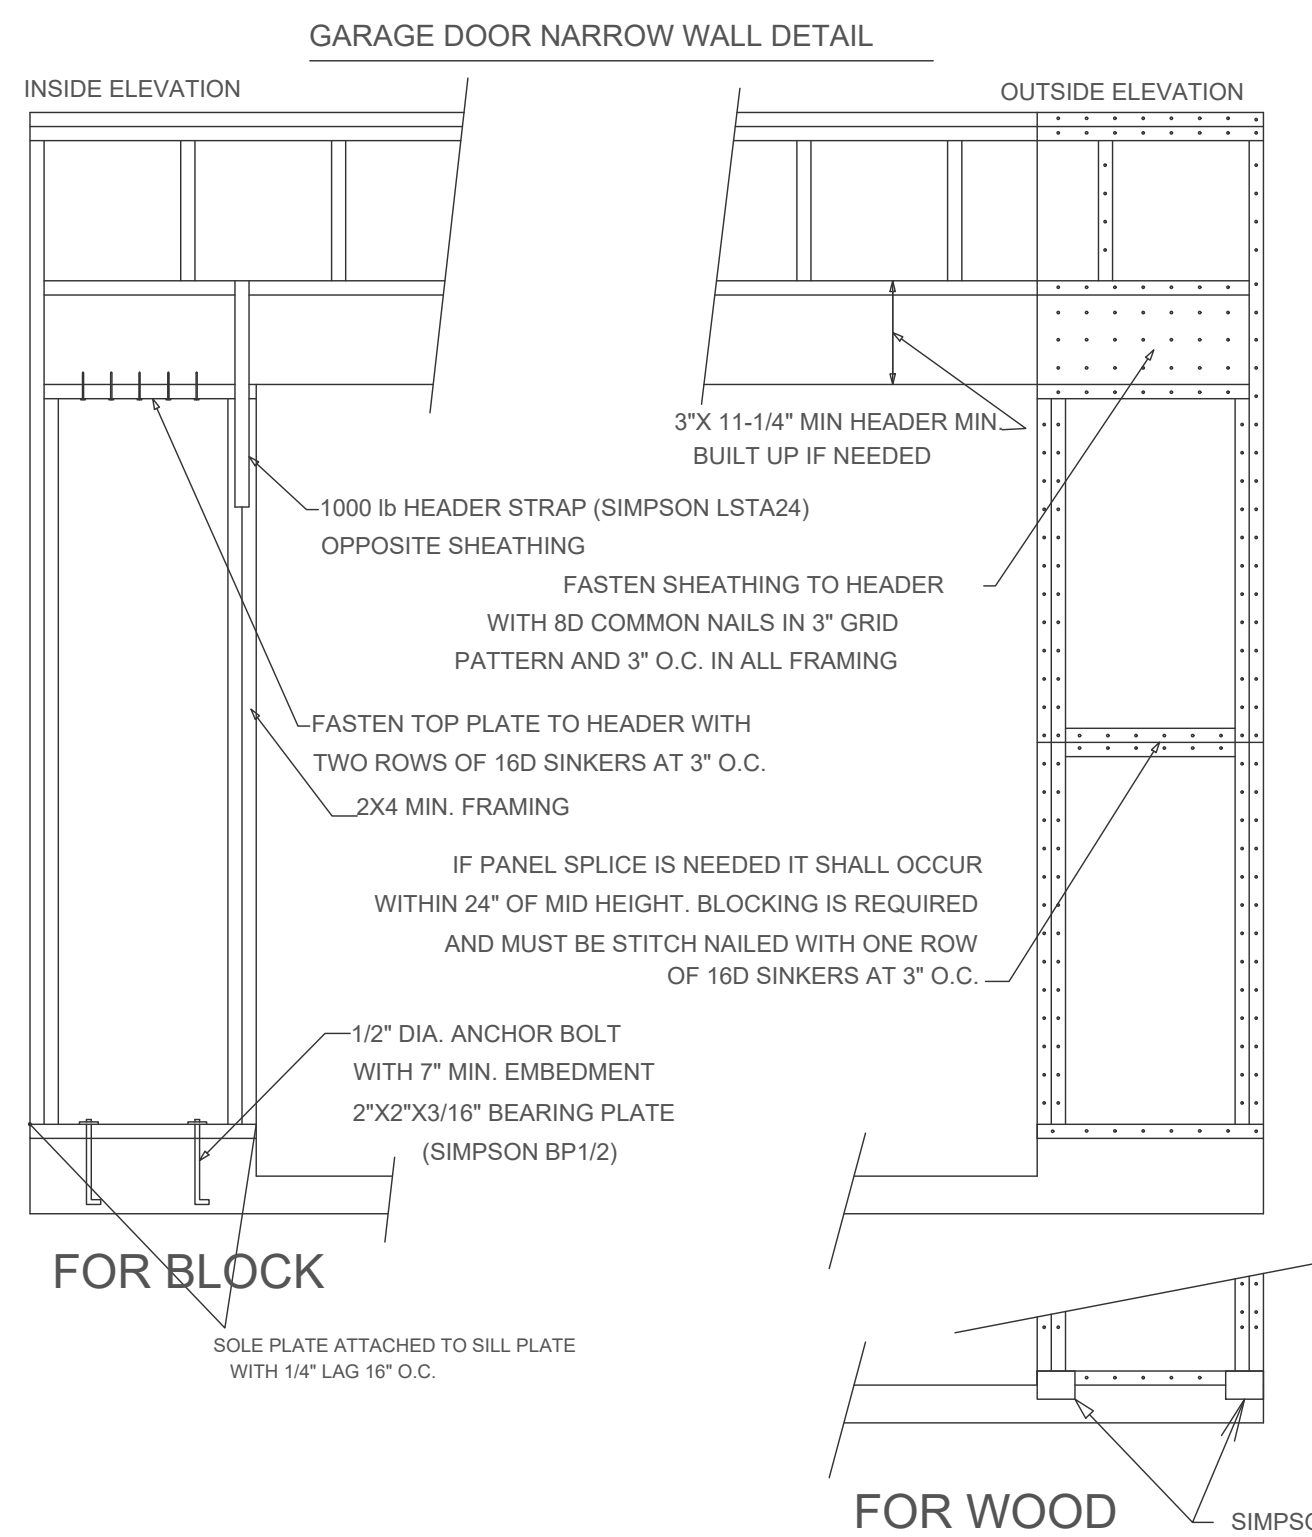 GARAGE DOOR NARROW WALL DETAIL
INSIDE ELEVATION
OUTSIDE ELEVATION
3"X 11-1/4" MIN HEADER MIN.
BUILT UP IF NEEDED
1000 lb HEADER STRAP (SIMPSON LSTA24)
OPPOSITE SHEATHING
FASTEN SHEATHING TO HEADER
WITH 8D COMMON NAILS IN 3" GRID
PATTERN AND 3" O.C. IN ALL FRAMING
FASTEN TOP PLATE TO HEADER WITH
TWO ROWS OF 16D SINKERS AT 3" O.C.
2X4 MIN. FRAMING
IF PANEL SPLICE IS NEEDED IT SHALL OCCUR
WITHIN 24" OF MID HEIGHT. BLOCKING IS REQUIRED
AND MUST BE STITCH NAILED WITH ONE ROW
OF 16D SINKERS AT 3" O.C.
1/2" DIA. ANCHOR BOLT
WITH 7" MIN. EMBEDMENT
2"X2"X3/16" BEARING PLATE
(SIMPSON BP1/2)
FOR BLOCK
SOLE PLATE ATTACHED TO SILL PLATE
WITH 1/4" LAG 16" O.C.
FOR WOOD